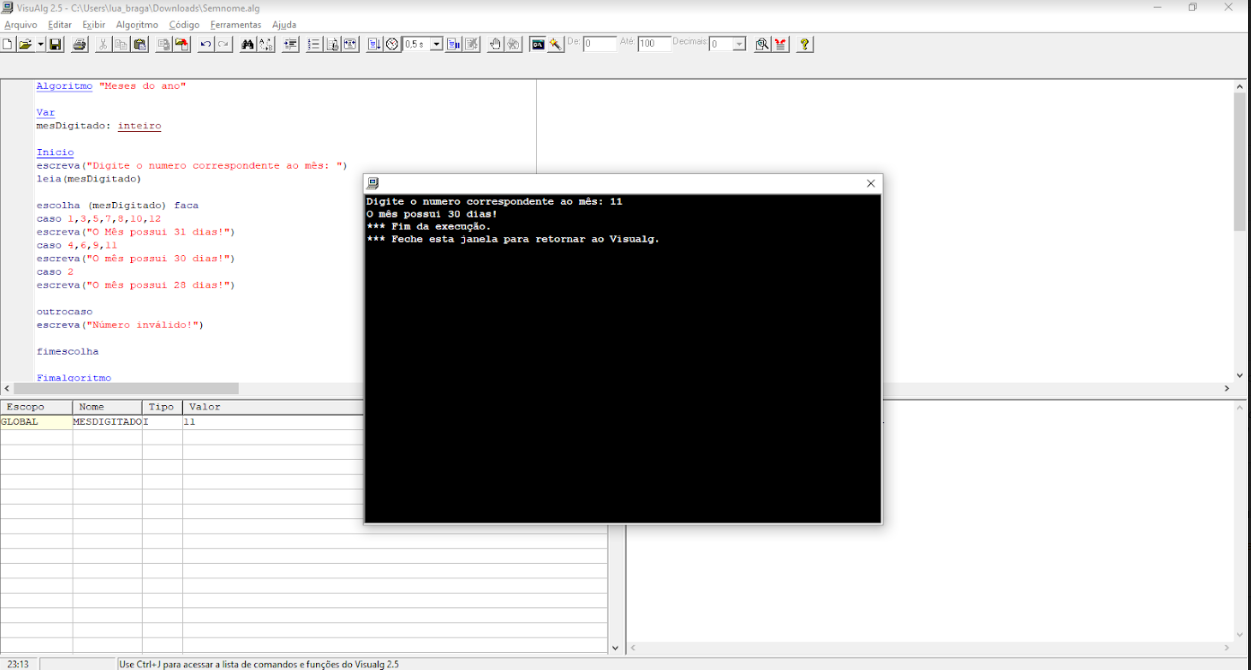 VisuAlg 2.5 - C:\Users\lua_braga\Downloads\Semnome.alg
Arquivo Editar Exibir Algoritmo Código Ferramentas Ajuda
0,5 s De: 0 Até: 100 Decimais: 0
Algoritmo "Meses do ano"
Var
mesDigitado: inteiro
Inicio
escreva("Digite o numero correspondente ao mês: ")
leia(mesDigitado)
escolha (mesDigitado) faca
caso 1,3,5,7,8,10,12
escreva("O Mês possui 31 dias!")
caso 4,6,9,11
escreva("O mês possui 30 dias!")
caso 2
escreva("O mês possui 28 dias!")
outrocaso
escreva("Número inválido!")
fimescolha
Fimalgoritmo
Digite o numero correspondente ao mês: 11
O mês possui 30 dias!
*** Fim da execução.
*** Feche esta janela para retornar ao Visualg.
Escopo Nome Tipo Valor
GLOBAL MESDIGITADO I 11
23:13 Use Ctrl+J para acessar a lista de comandos e funções do Visualg 2.5